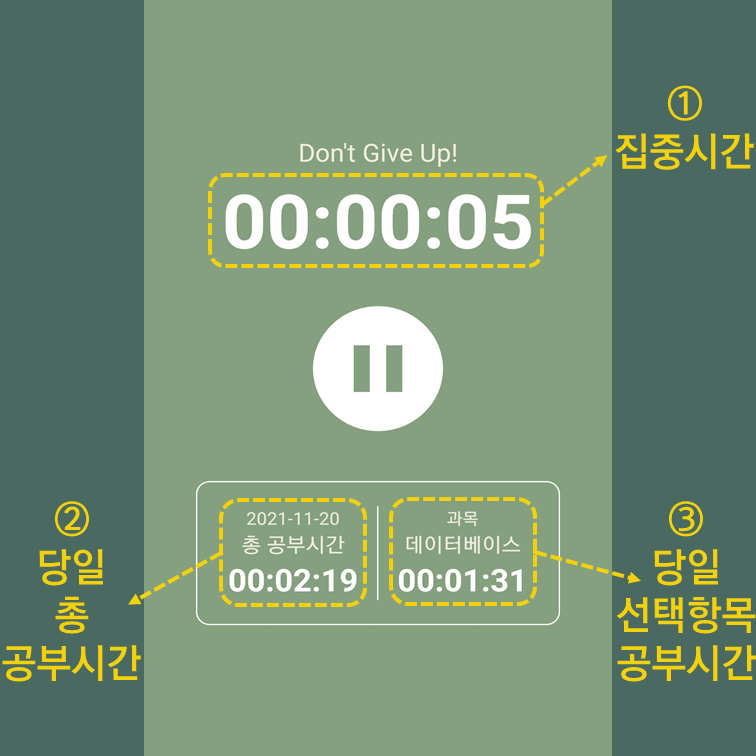 ①
집중시간
Don't Give Up!
00:00:05
2021-11-20
총 공부시간
00:02:19
과목
데이터베이스
00:01:31
②
당일
총
공부시간
③
당일
선택항목
공부시간